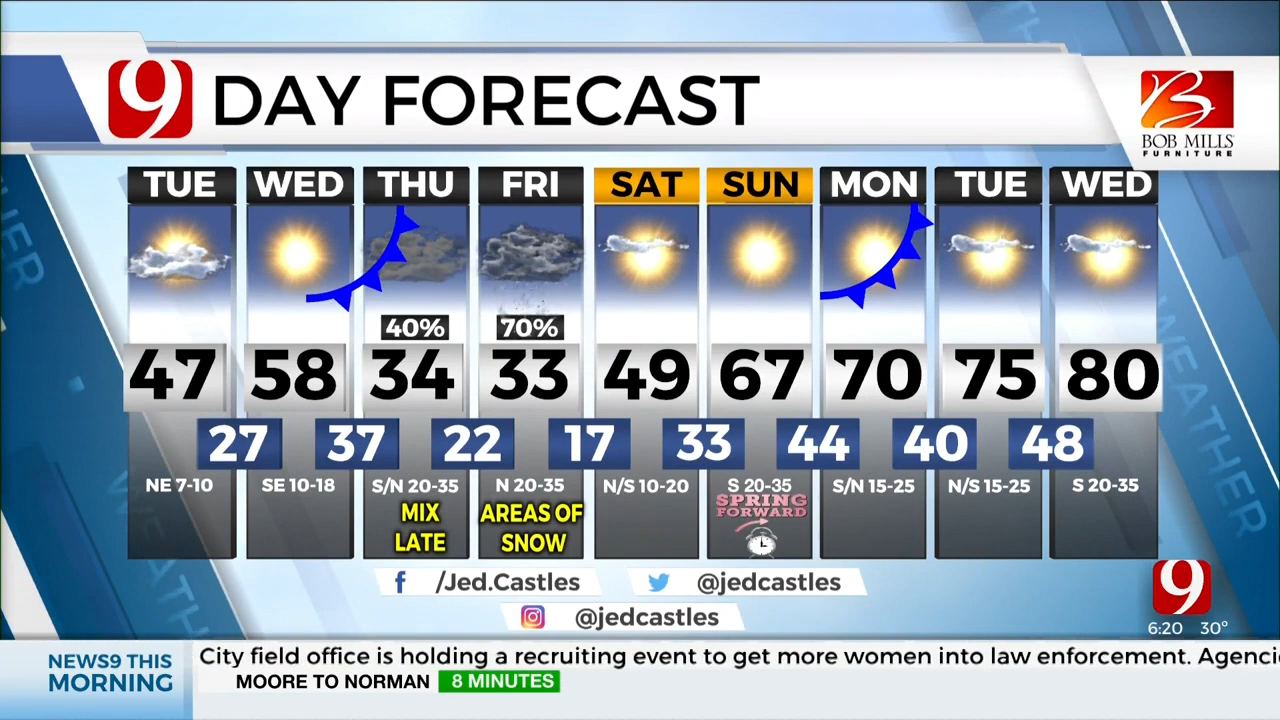 9 DAY FORECAST
BOB MILLS
FURNITURE
TUE WED THU FRI SAT SUN MON TUE WED
40% 70%
47 58 34 33 49 67 70 75 80
27 37 22 17 33 44 40 48
NE 7-10 SE 10-18 S/N 20-35 N 20-35 N/S 10-20 S 20-35 S/N 15-25 N/S 15-25 S 20-35
MIX
LATE
AREAS OF
SNOW
SPRING
FORWARD
f /Jed.Castles @jedcastles
@jedcastles
9
6:20 30°
NEWS9 THIS
MORNING
City field office is holding a recruiting event to get more women into law enforcement. Agenci
MOORE TO NORMAN 8 MINUTES
WEATHER